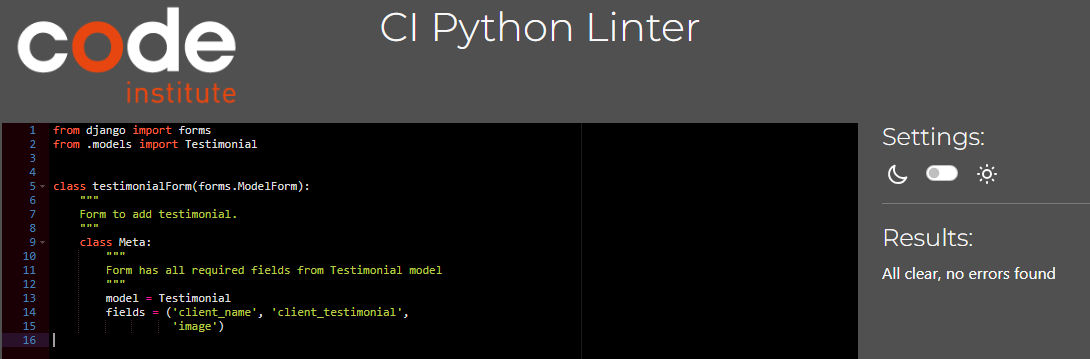 code
institute
CI Python Linter
1 from django import forms
2 from .models import Testimonial
3
4
5 class testimonialForm(forms.ModelForm):
6     """
7     Form to add testimonial.
8     """
9     class Meta:
10         """
11         Form has all required fields from Testimonial model
12         """
13         model = Testimonial
14         fields = ('client_name', 'client_testimonial',
15                   'image')
16
Settings:
Results:
All clear, no errors found